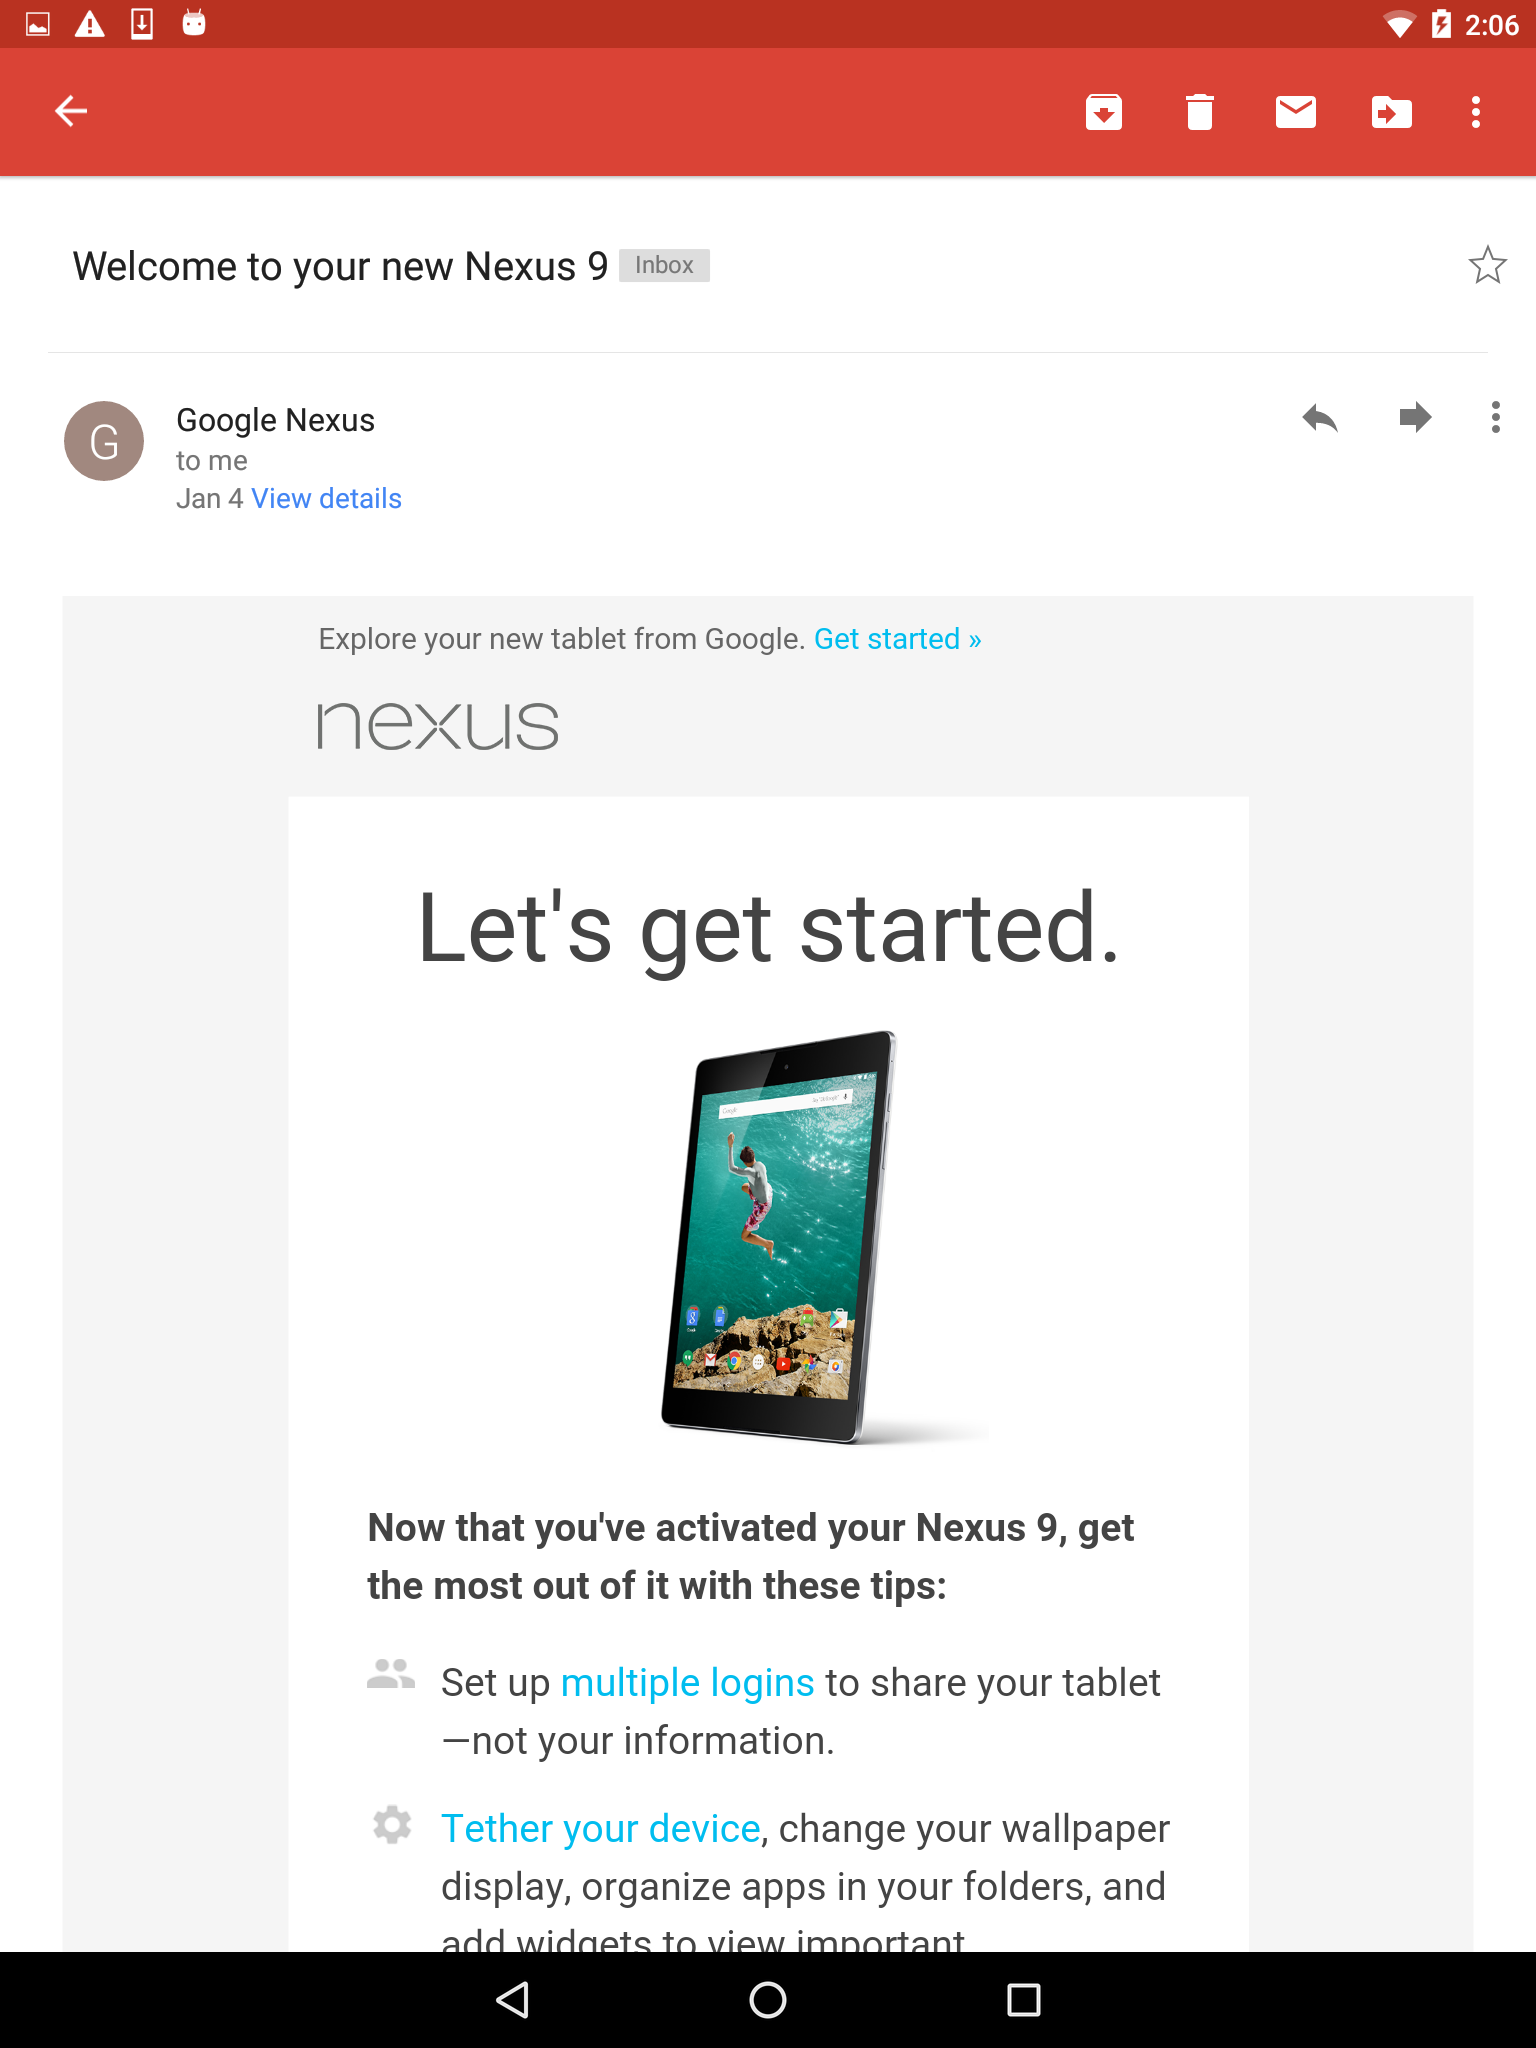 2:06
Welcome to your new Nexus 9 Inbox
G
Google Nexus
to me
Jan 4 View details
Explore your new tablet from Google. Get started »
nexus
Let's get started.
Google
Now that you've activated your Nexus 9, get
the most out of it with these tips:
Set up multiple logins to share your tablet
—not your information.
Tether your device, change your wallpaper
display, organize apps in your folders, and
add widgets to view important